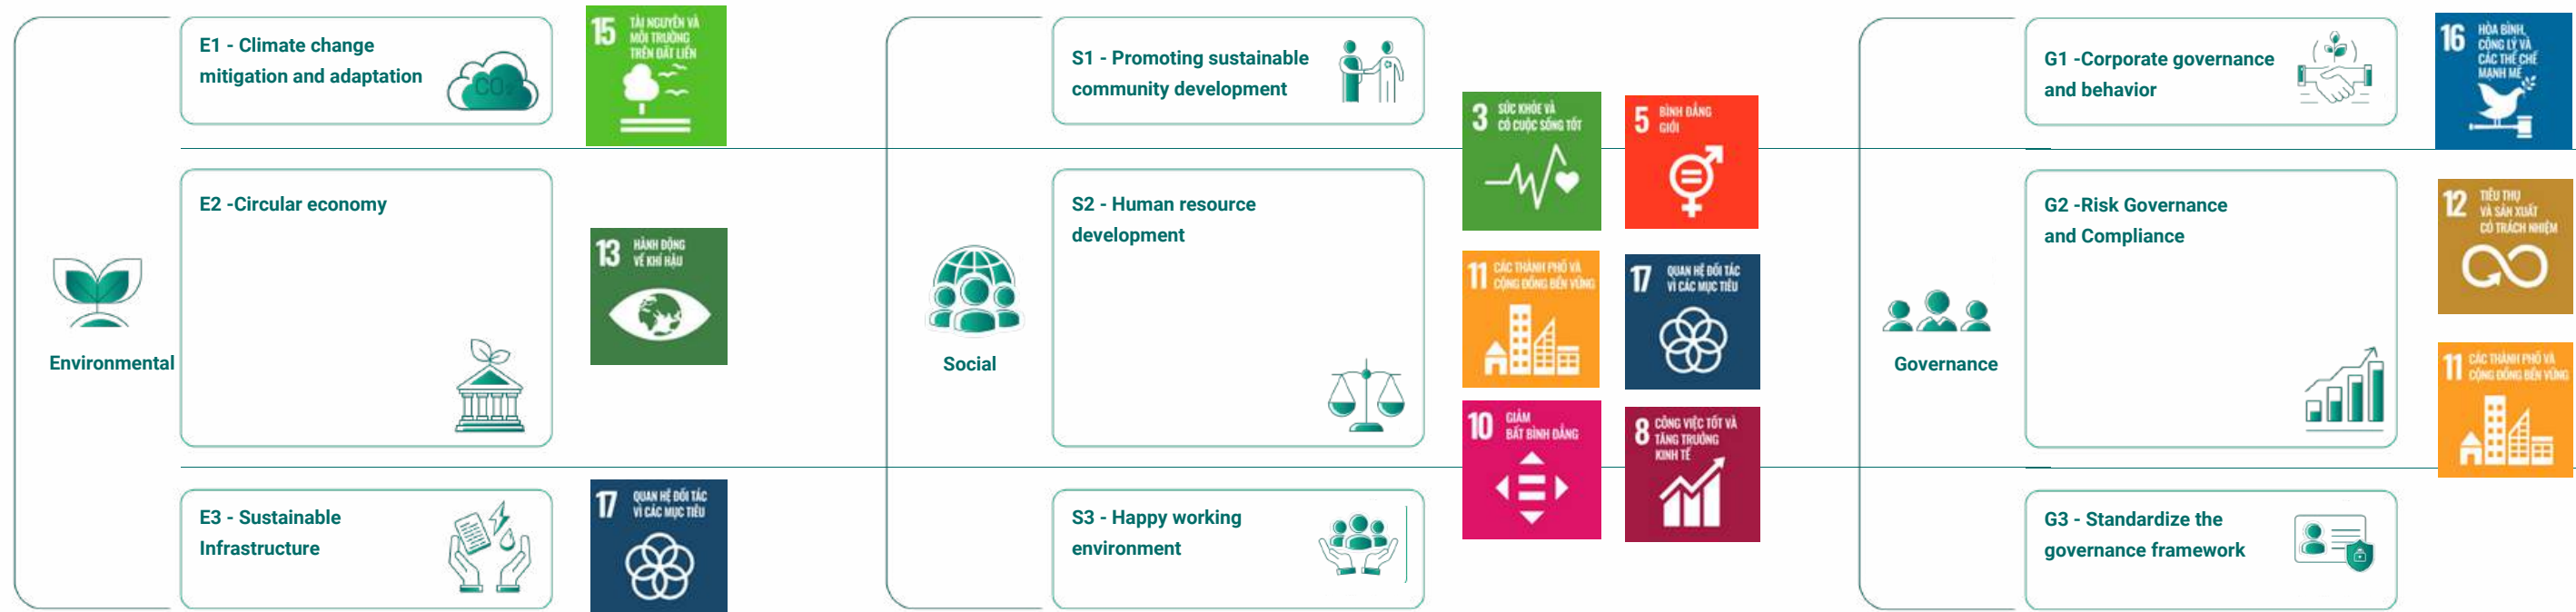 Environmental
E1 - Climate change
mitigation and adaptation
CO₂
15 TÀI NGUYÊN VÀ
MÔI TRƯỜNG
TRÊN ĐẤT LIỀN
E2 -Circular economy
13 HÀNH ĐỘNG
VỀ KHÍ HẬU
E3 - Sustainable
Infrastructure
17 QUAN HỆ ĐỐI TÁC
VÌ CÁC MỤC TIÊU
Social
S1 - Promoting sustainable
community development
S2 - Human resource
development
S3 - Happy working
environment
3 SỨC KHỎE VÀ
CÓ CUỘC SỐNG TỐT
5 BÌNH ĐẲNG
GIỚI
11 CÁC THÀNH PHỐ VÀ
CỘNG ĐỒNG BỀN VỮNG
17 QUAN HỆ ĐỐI TÁC
VÌ CÁC MỤC TIÊU
10 GIẢM
BẤT BÌNH ĐẲNG
8 CÔNG VIỆC TỐT VÀ
TĂNG TRƯỞNG
KINH TẾ
Governance
G1 -Corporate governance
and behavior
16 HÒA BÌNH,
CÔNG LÝ VÀ
CÁC THỂ CHẾ
MẠNH MẼ
G2 -Risk Governance
and Compliance
12 TIÊU THỤ
VÀ SẢN XUẤT
CÓ TRÁCH NHIỆM
11 CÁC THÀNH PHỐ VÀ
CỘNG ĐỒNG BỀN VỮNG
G3 - Standardize the
governance framework